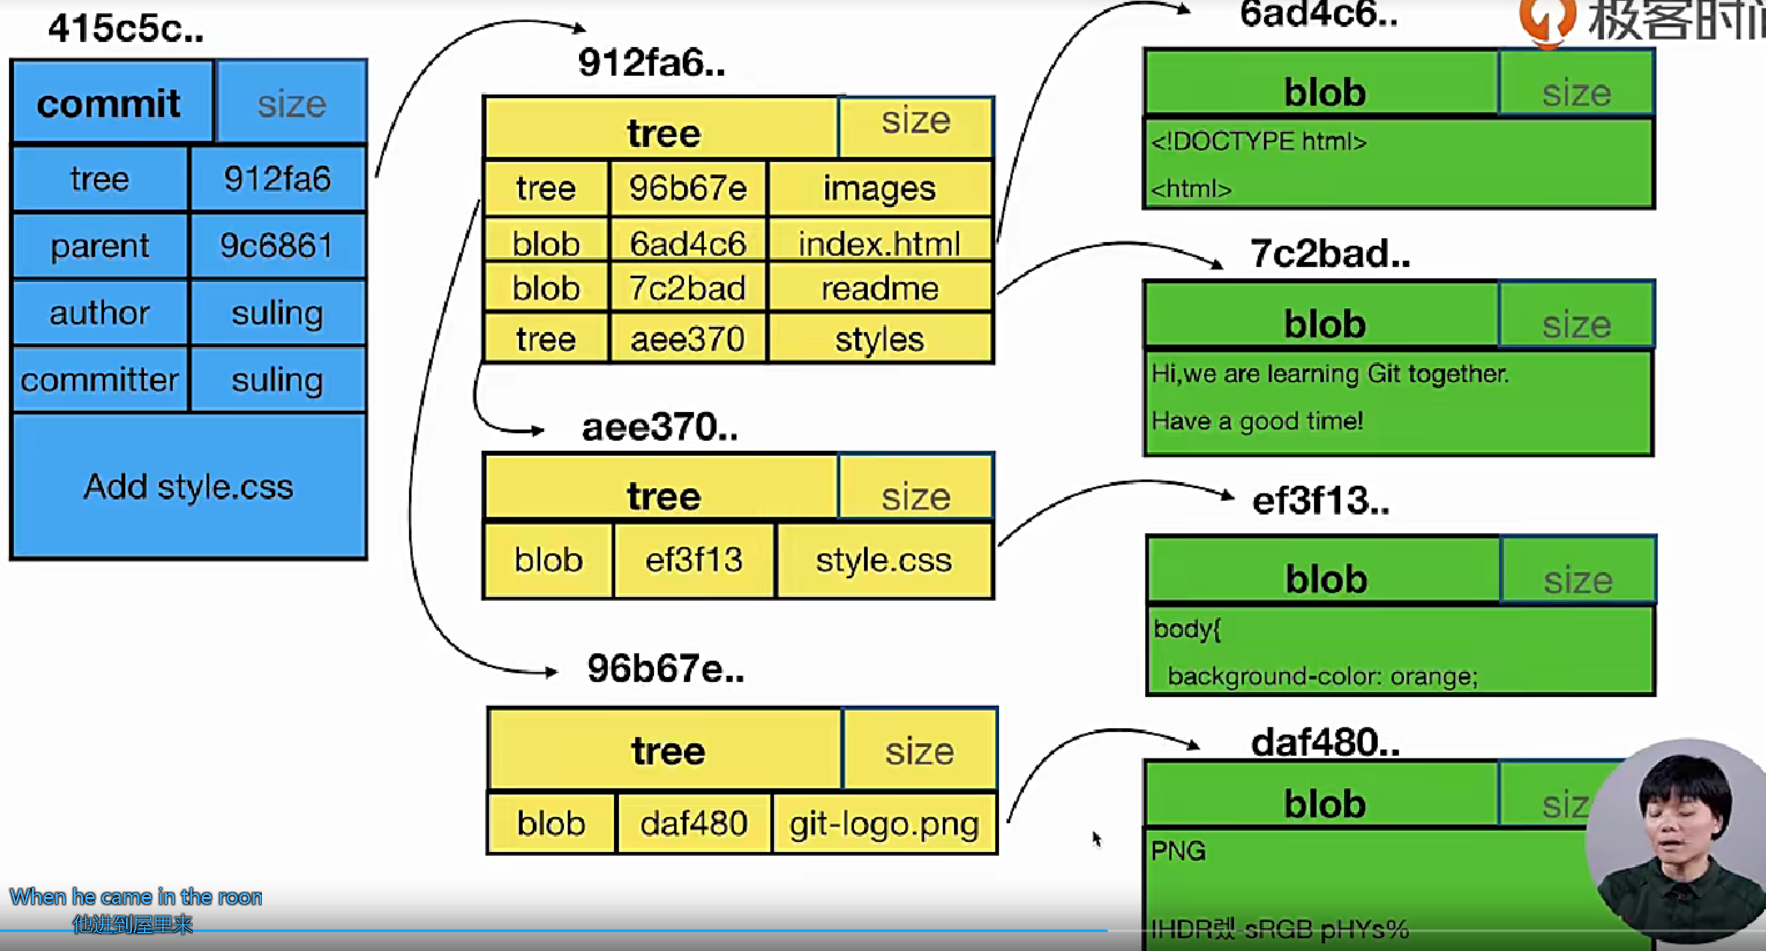 415c5c..
commit size
tree 912fa6
parent 9c6861
author suling
committer suling
Add style.css
912fa6..
tree size
tree 96b67e images
blob 6ad4c6 index.html
blob 7c2bad readme
tree aee370 styles
aee370..
tree size
blob ef3f13 style.css
96b67e..
tree size
blob daf480 git-logo.png
6ad4c6..
极客时间
blob size
<!DOCTYPE html>
<html>
7c2bad..
blob size
Hi,we are learning Git together.
Have a good time!
ef3f13..
blob size
body{
background-color: orange;
daf480..
blob siz
PNG
sRGB pHYs%
When he came in the room
他进到屋里来